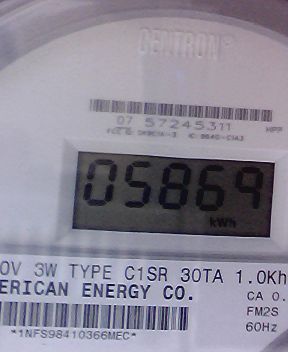 CENTRON®
07 57245311
HPP
05869
kWh
0V 3W TYPE C1SR 30TA 1.0Kh
ERICAN ENERGY CO.
CA 0.
FM2S
60Hz
*1NFS98410366MEC*